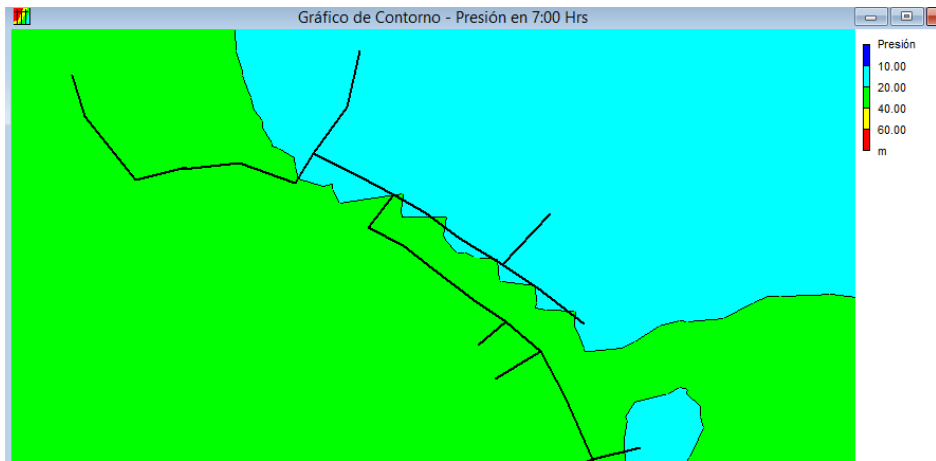 Gráfico de Contorno - Presión en 7:00 Hrs
Presión
10.00
20.00
40.00
60.00
m